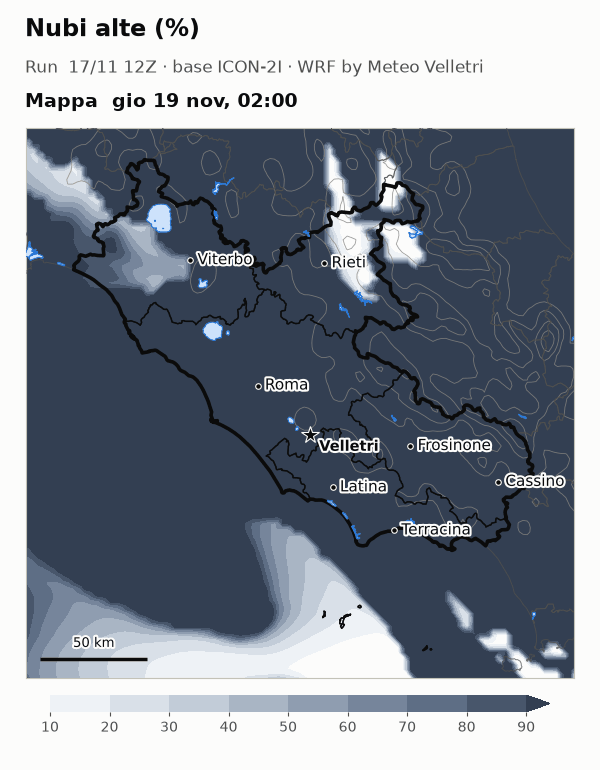 Nubi alte (%)
Run  17/11 12Z · base ICON-2I · WRF by Meteo Velletri
Mappa  gio 19 nov, 02:00
Viterbo
Rieti
Roma
Velletri
Frosinone
Cassino
Latina
Terracina
50 km
10 20 30 40 50 60 70 80 90